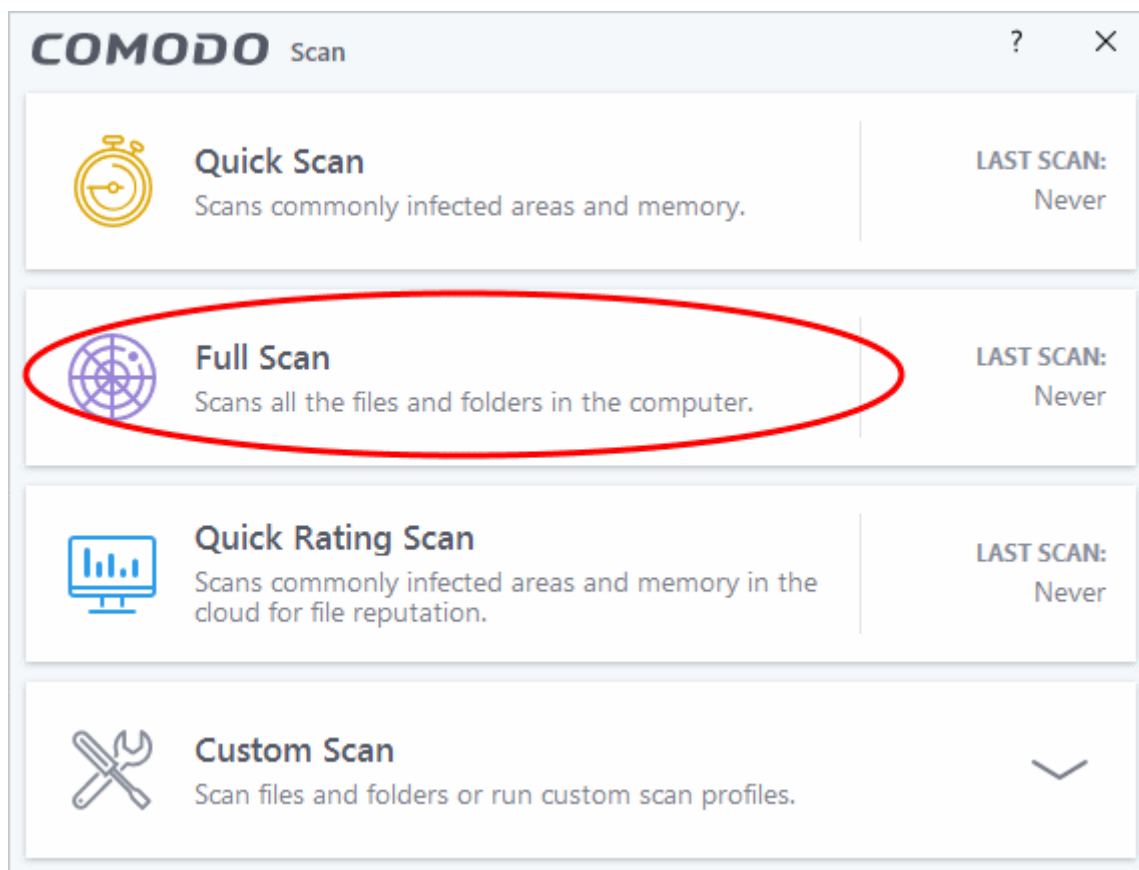 COMODO Scan ?
Quick Scan
Scans commonly infected areas and memory.
LAST SCAN:
Never
Full Scan
Scans all the files and folders in the computer.
LAST SCAN:
Never
Quick Rating Scan
Scans commonly infected areas and memory in the
cloud for file reputation.
LAST SCAN:
Never
Custom Scan
Scan files and folders or run custom scan profiles.